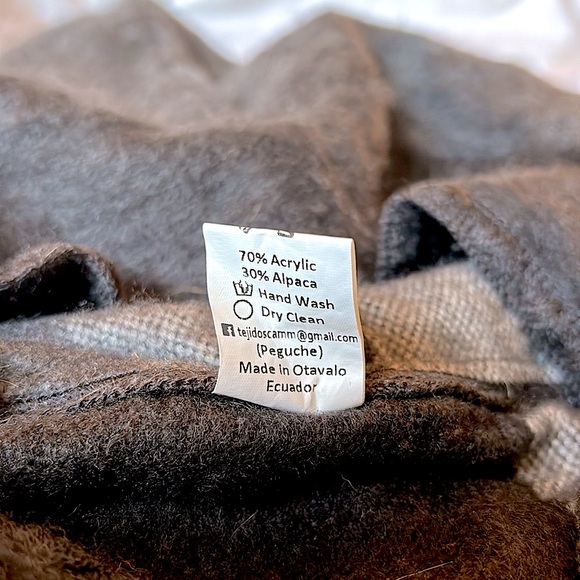 70% Acrylic
30% Alpaca
Hand Wash
Dry Clean
tejidoscamm@gmail.com
(Peguche)
Made in Otavalo
Ecuador